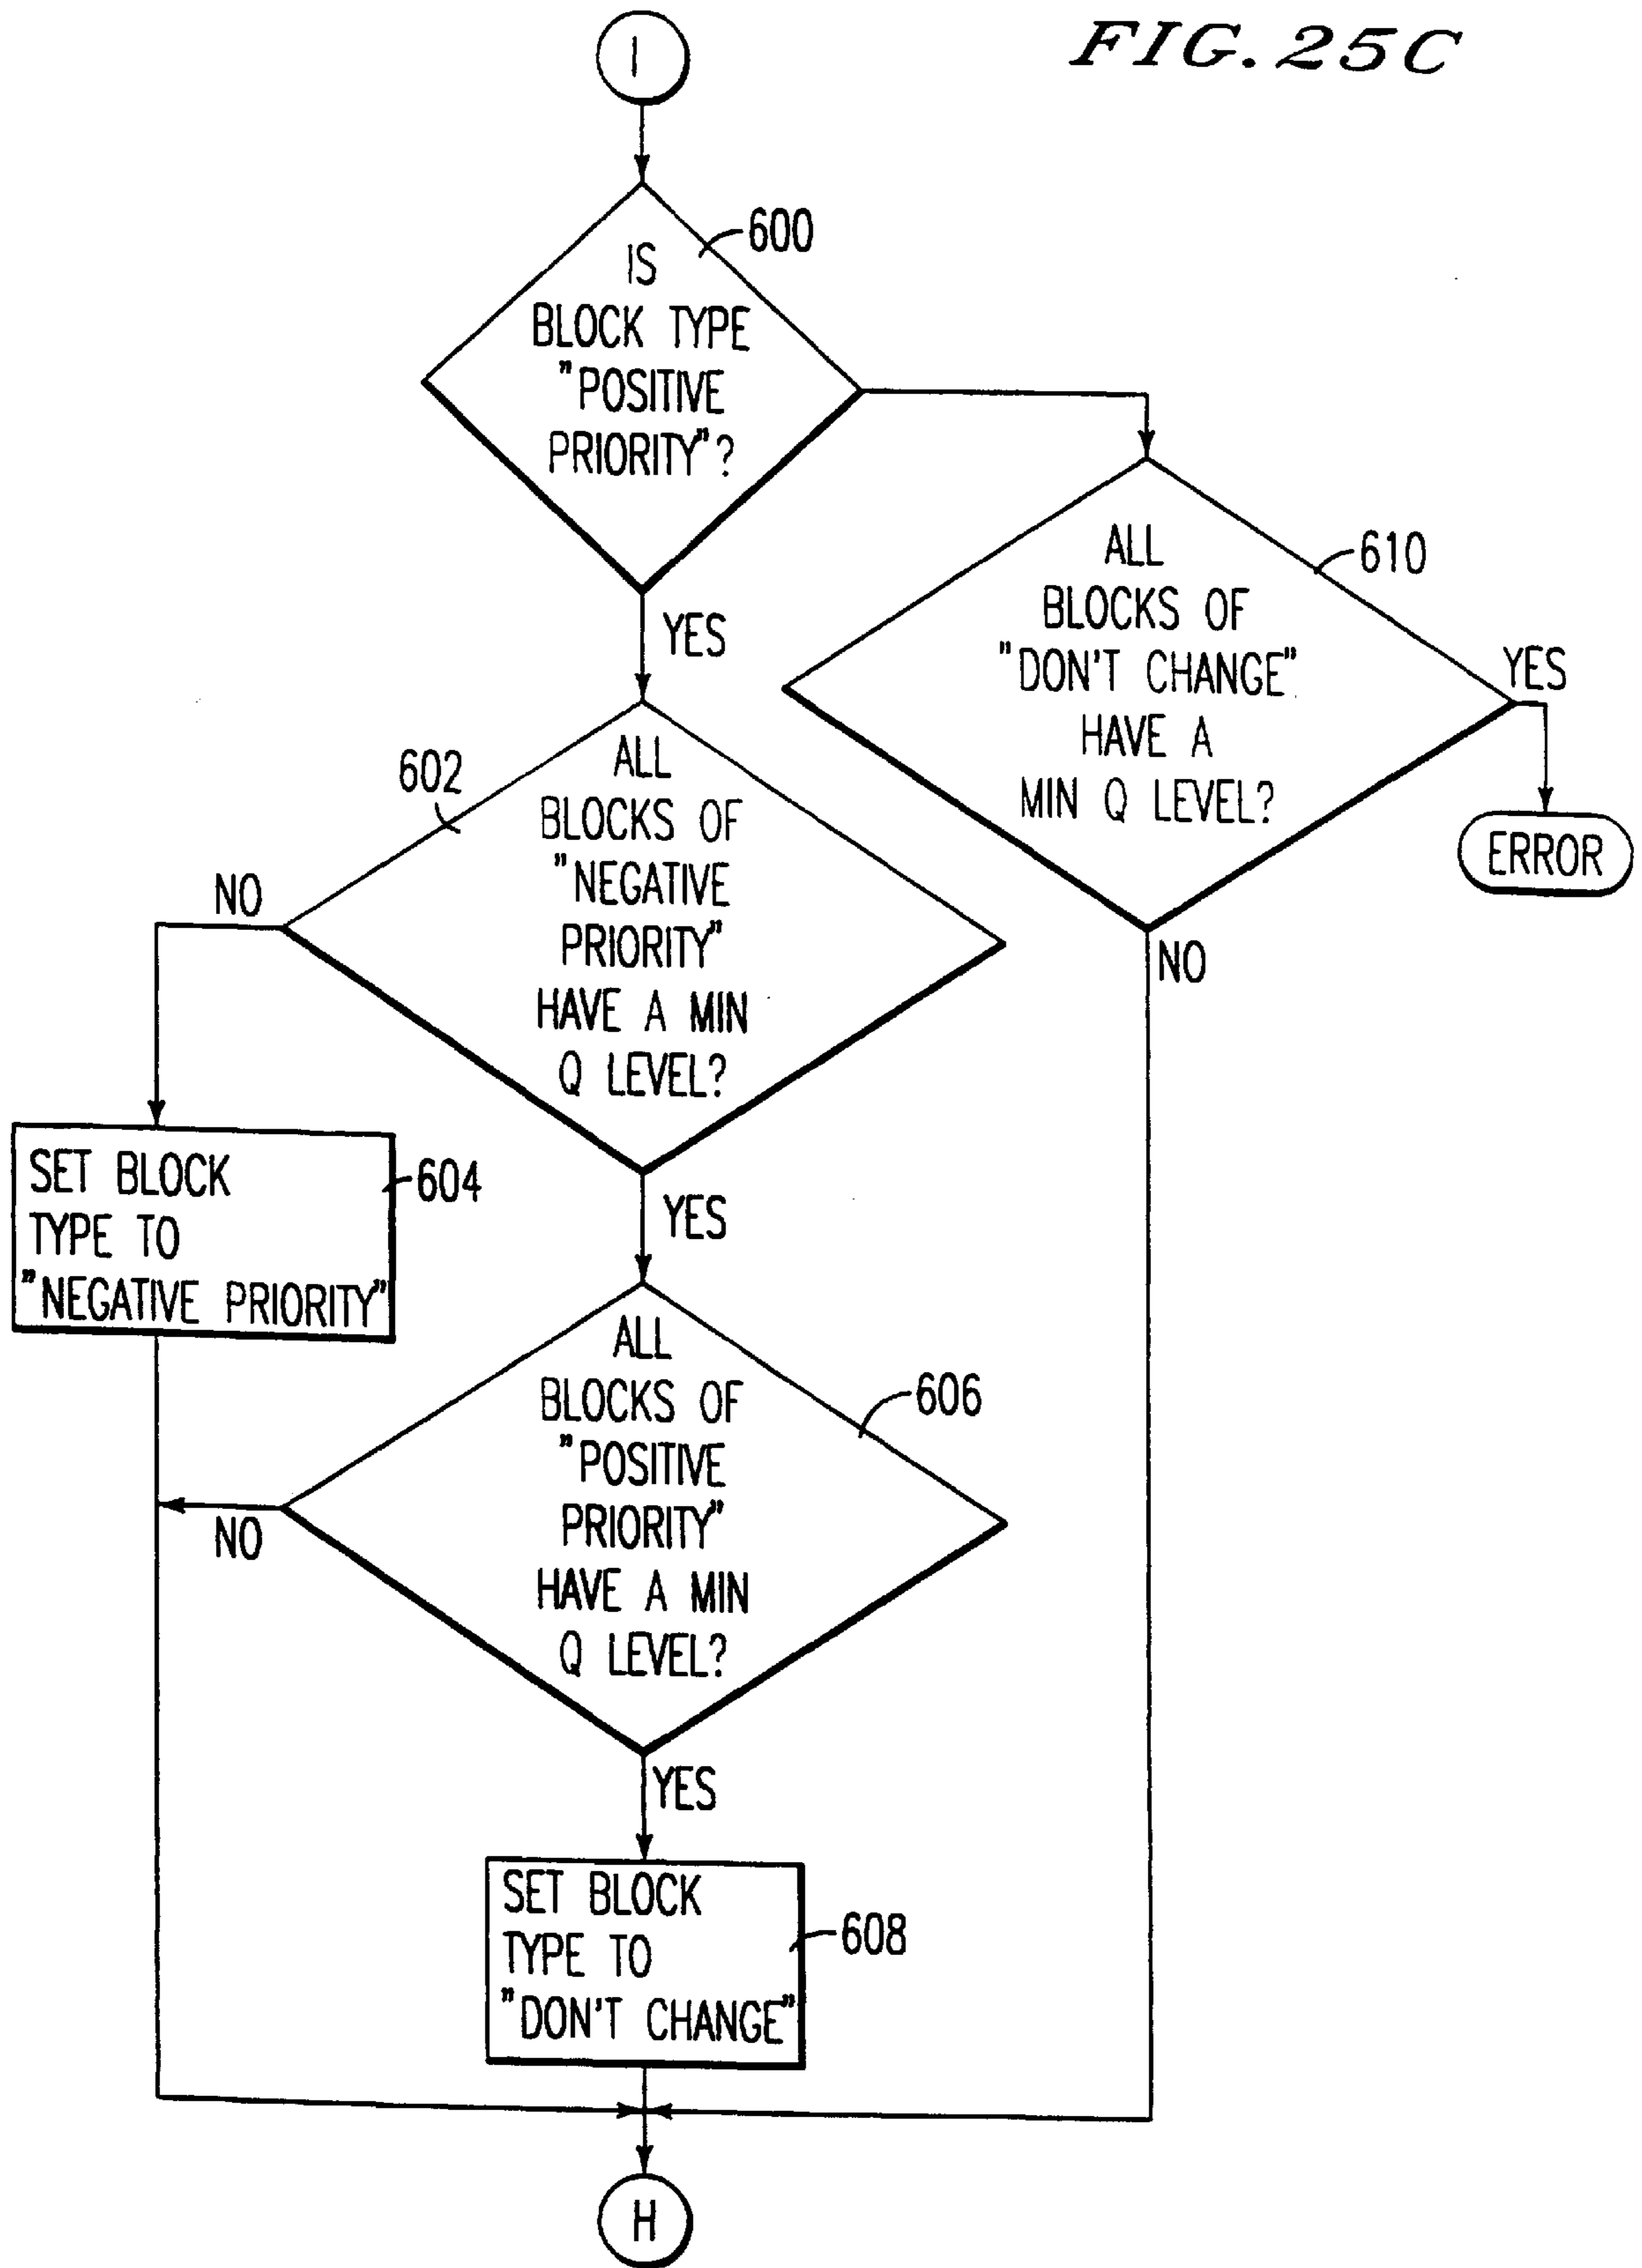 FIG. 25C
I
600
IS
BLOCK TYPE
"POSITIVE
PRIORITY"?
YES
610
ALL
BLOCKS OF
"DON'T CHANGE"
HAVE A
MIN Q LEVEL?
YES
ERROR
NO
602
ALL
BLOCKS OF
"NEGATIVE
PRIORITY"
HAVE A MIN
Q LEVEL?
NO
YES
SET BLOCK
TYPE TO
"NEGATIVE PRIORITY"
604
606
ALL
BLOCKS OF
"POSITIVE
PRIORITY"
HAVE A MIN
Q LEVEL?
NO
YES
SET BLOCK
TYPE TO
"DON'T CHANGE"
608
H